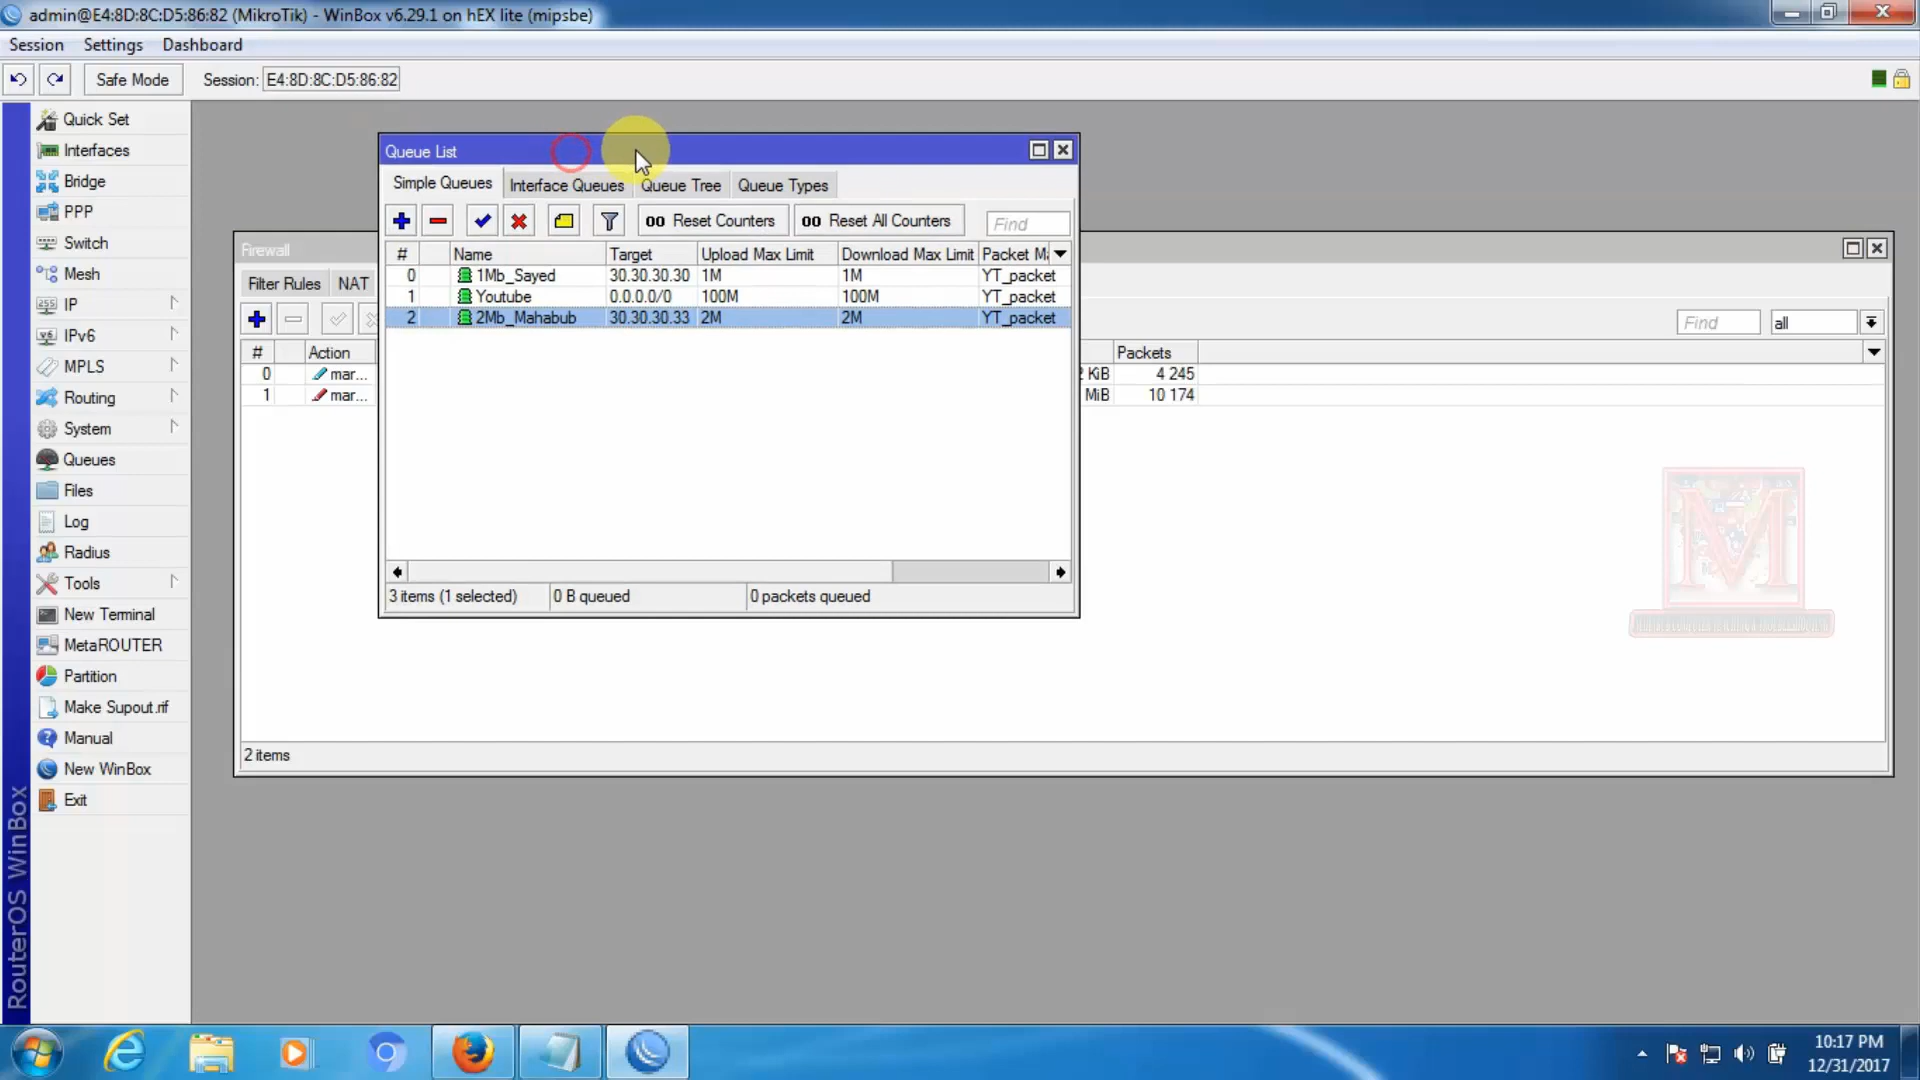 admin@E4:8D:8C:D5:86:82 (MikroTik) - WinBox v6.29.1 on hEX lite (mipsbe)
Session Settings Dashboard
Safe Mode Session: E4:8D:8C:D5:86:82
Quick Set
Interfaces
Bridge
PPP
Switch
Mesh
IP
IPv6
MPLS
Routing
System
Queues
Files
Log
Radius
Tools
New Terminal
MetaROUTER
Partition
Make Supout.rif
Manual
New WinBox
Exit
RouterOS WinBox
Queue List
Simple Queues Interface Queues Queue Tree Queue Types
00 Reset Counters 00 Reset All Counters Find
# Name Target Upload Max Limit Download Max Limit Packet M
0 1Mb_Sayed 30.30.30.30 1M 1M YT_packet
1 Youtube 0.0.0.0/0 100M 100M YT_packet
2 2Mb_Mahabub 30.30.30.33 2M 2M YT_packet
3 items (1 selected) 0 B queued 0 packets queued
Firewall
Filter Rules NAT
Find all
# Action Packets
0 mar... KiB 4 245
1 mar... MiB 10 174
2 items
10:17 PM
12/31/2017